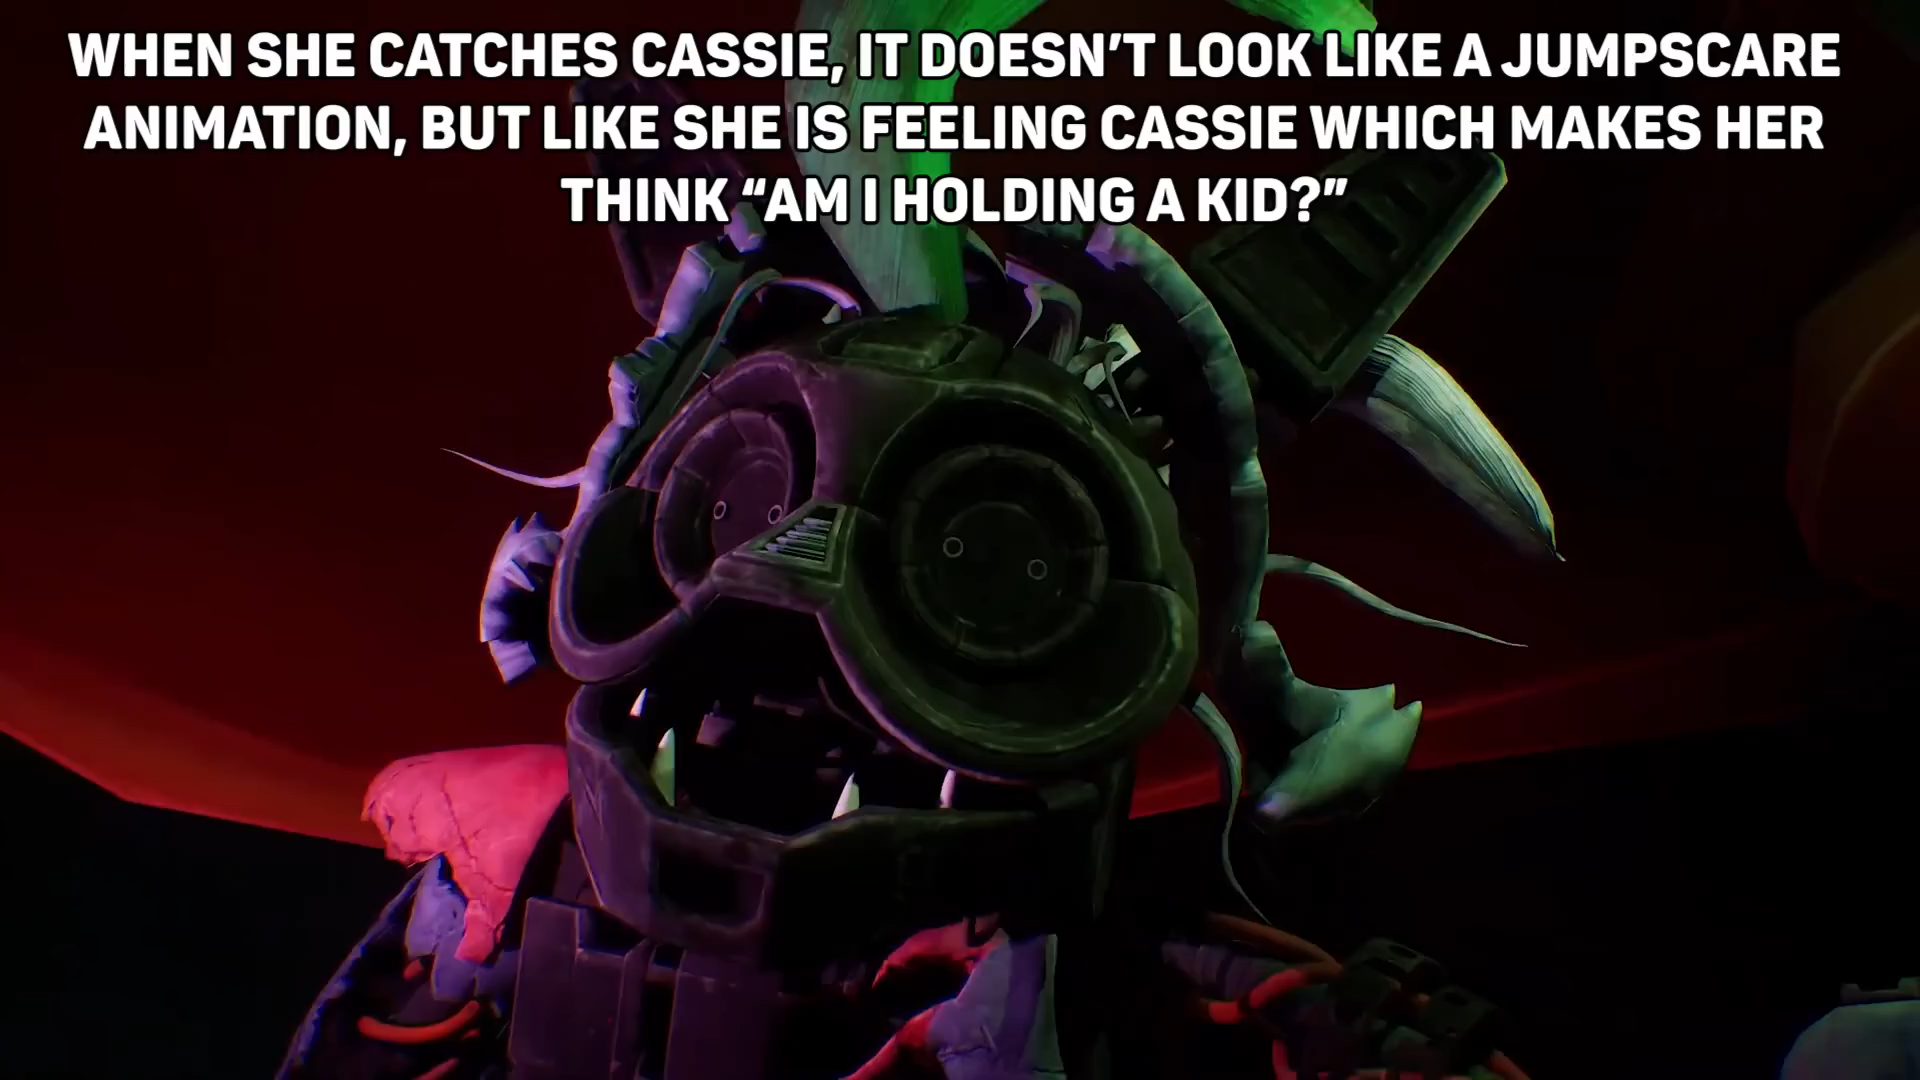 WHEN SHE CATCHES CASSIE, IT DOESN’T LOOK LIKE A JUMPSCARE
ANIMATION, BUT LIKE SHE IS FEELING CASSIE WHICH MAKES HER
THINK “AM I HOLDING A KID?”